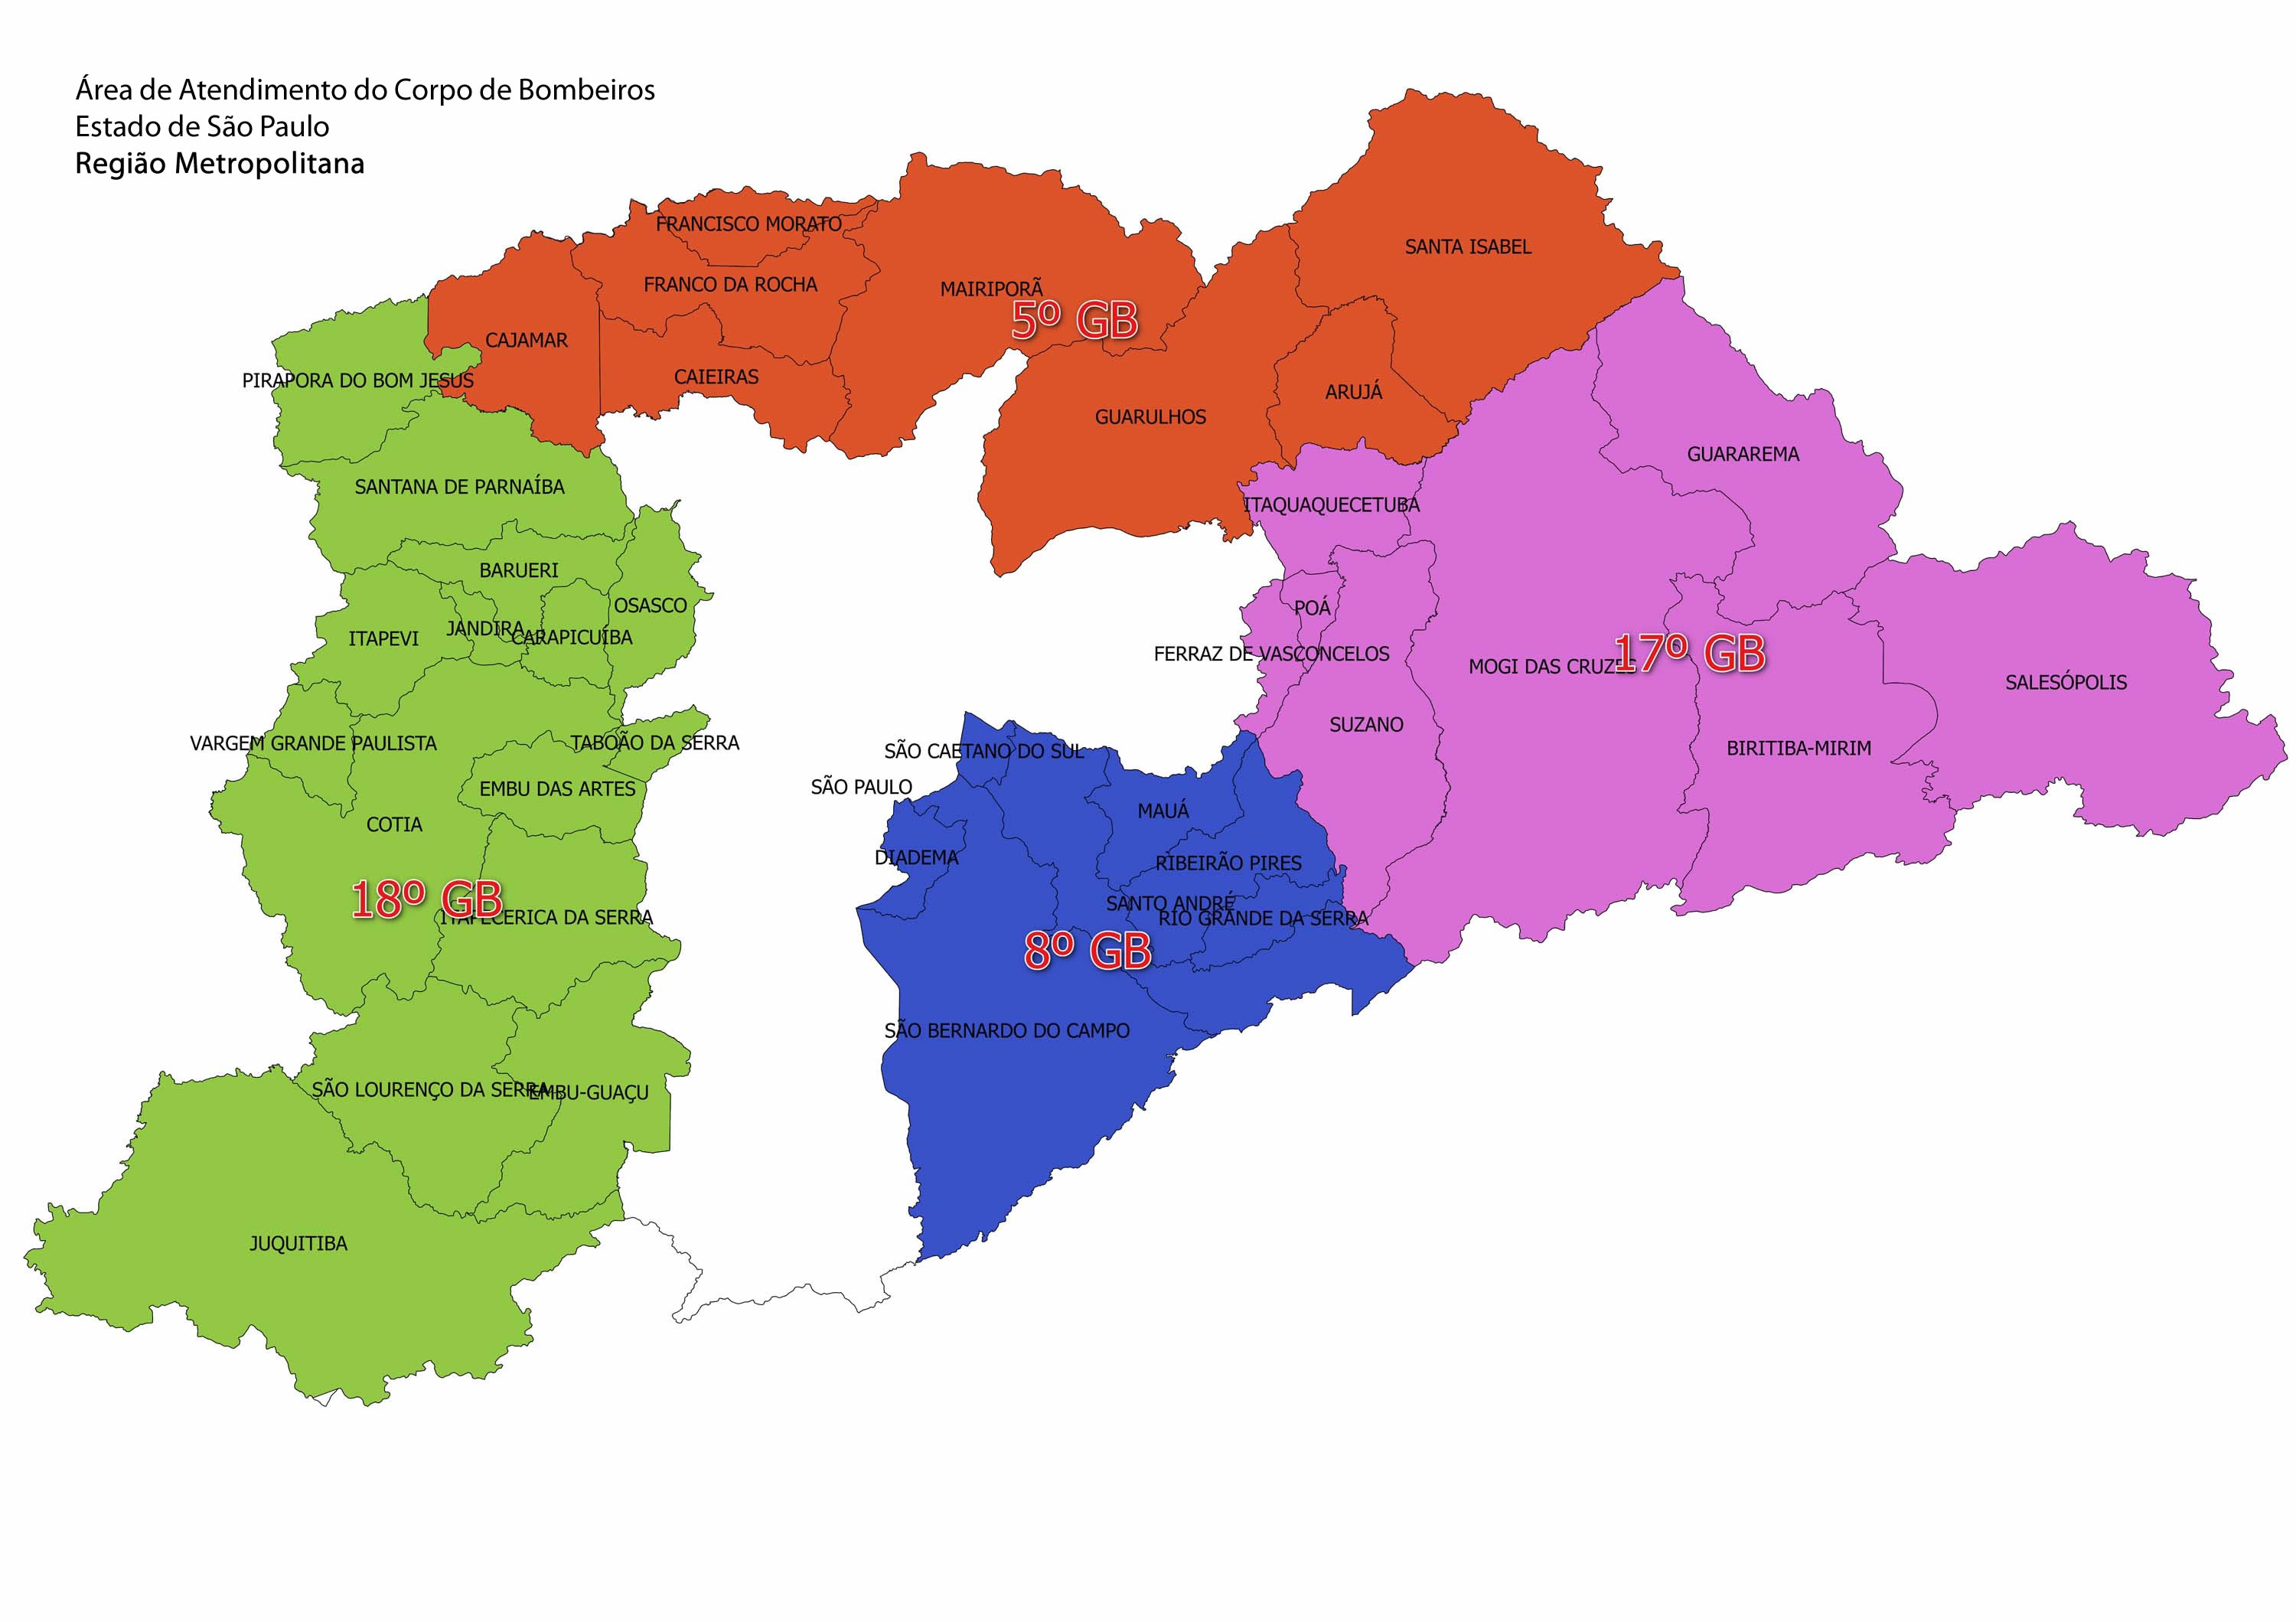 Área de Atendimento do Corpo de Bombeiros
Estado de São Paulo
Região Metropolitana
FRANCISCO MORATO
SANTA ISABEL
FRANCO DA ROCHA
MAIRIPORÃ
5º GB
CAJAMAR
CAIEIRAS
PIRAPORA DO BOM JESUS
ARUJÁ
GUARULHOS
GUARAREMA
SANTANA DE PARNAÍBA
ITAQUAQUECETUBA
BARUERI
OSASCO
POÁ
JANDIRA
CARAPICUÍBA
ITAPEVI
FERRAZ DE VASCONCELOS
MOGI DAS CRUZES
17º GB
SALESÓPOLIS
SUZANO
VARGEM GRANDE PAULISTA
TABOÃO DA SERRA
SÃO CAETANO DO SUL
BIRITIBA-MIRIM
EMBU DAS ARTES
SÃO PAULO
MAUÁ
COTIA
DIADEMA
RIBEIRÃO PIRES
18º GB
SANTO ANDRÉ
ITAPECERICA DA SERRA
RIO GRANDE DA SERRA
8º GB
SÃO BERNARDO DO CAMPO
SÃO LOURENÇO DA SERRA
EMBU-GUAÇU
JUQUITIBA